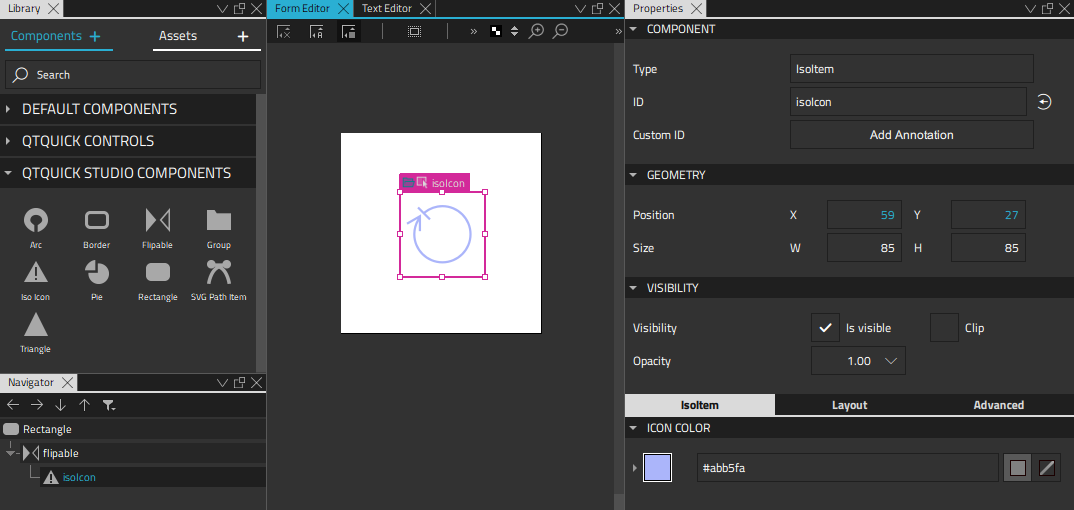 Library
Components +
Assets +
Search
DEFAULT COMPONENTS
QTQUICK CONTROLS
QTQUICK STUDIO COMPONENTS
Arc
Border
Flipable
Group
Iso Icon
Pie
Rectangle
SVG Path Item
Triangle
Navigator
Rectangle
flipable
isoIcon
Form Editor
Text Editor
A
»
»
isoIcon
Properties
COMPONENT
Type
IsoItem
ID
isoIcon
Custom ID
Add Annotation
GEOMETRY
Position X 59 Y 27
Size W 85 H 85
VISIBILITY
Visibility
Is visible
Clip
Opacity
1.00
IsoItem
Layout
Advanced
ICON COLOR
#abb5fa